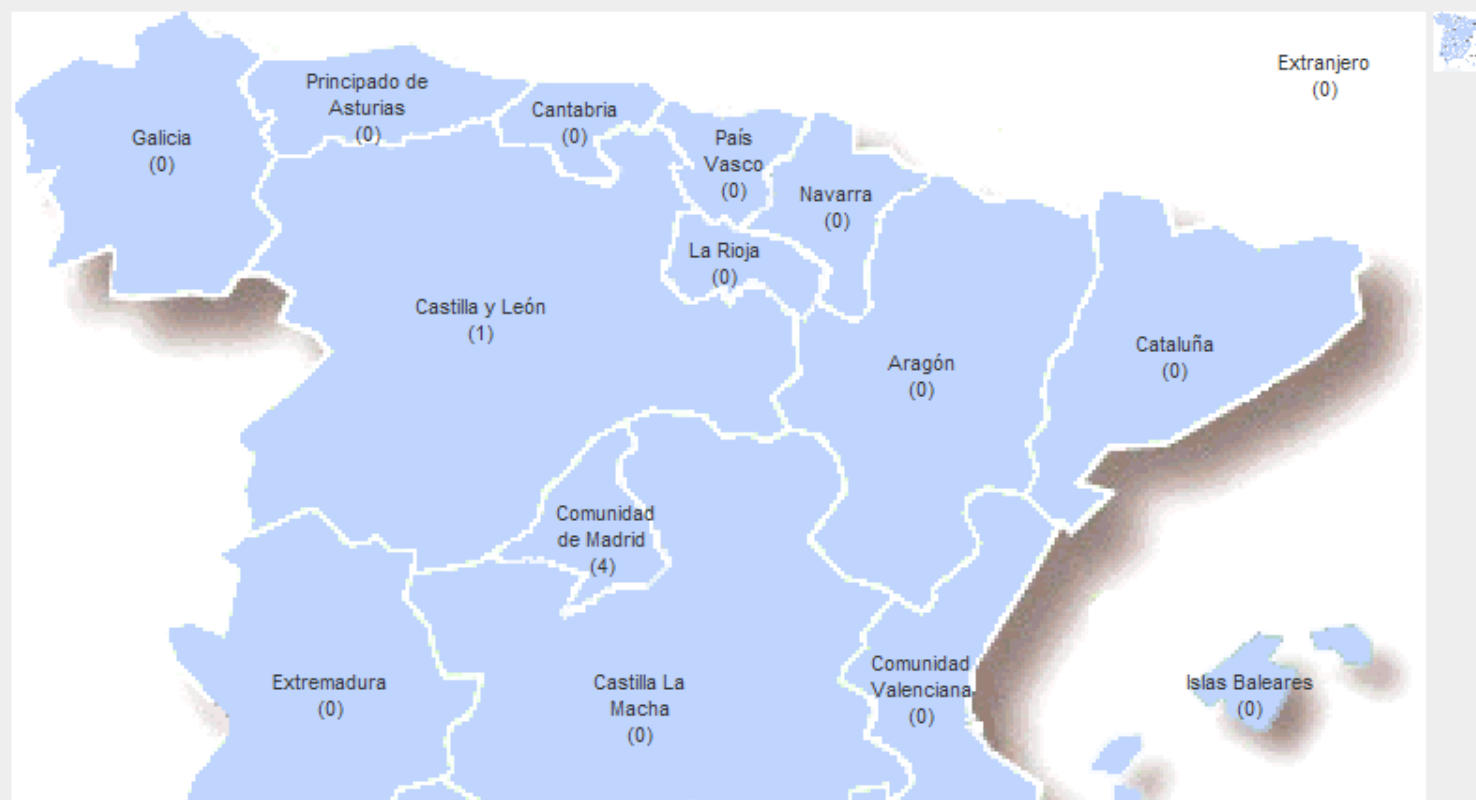 Extranjero
(0)
Principado de
Asturias
(0)
Cantabria
(0)
Galicia
(0)
País
Vasco
(0)
Navarra
(0)
La Rioja
(0)
Castilla y León
(1)
Aragón
(0)
Cataluña
(0)
Comunidad
de Madrid
(4)
Extremadura
(0)
Castilla La
Macha
(0)
Comunidad
Valenciana
(0)
Islas Baleares
(0)